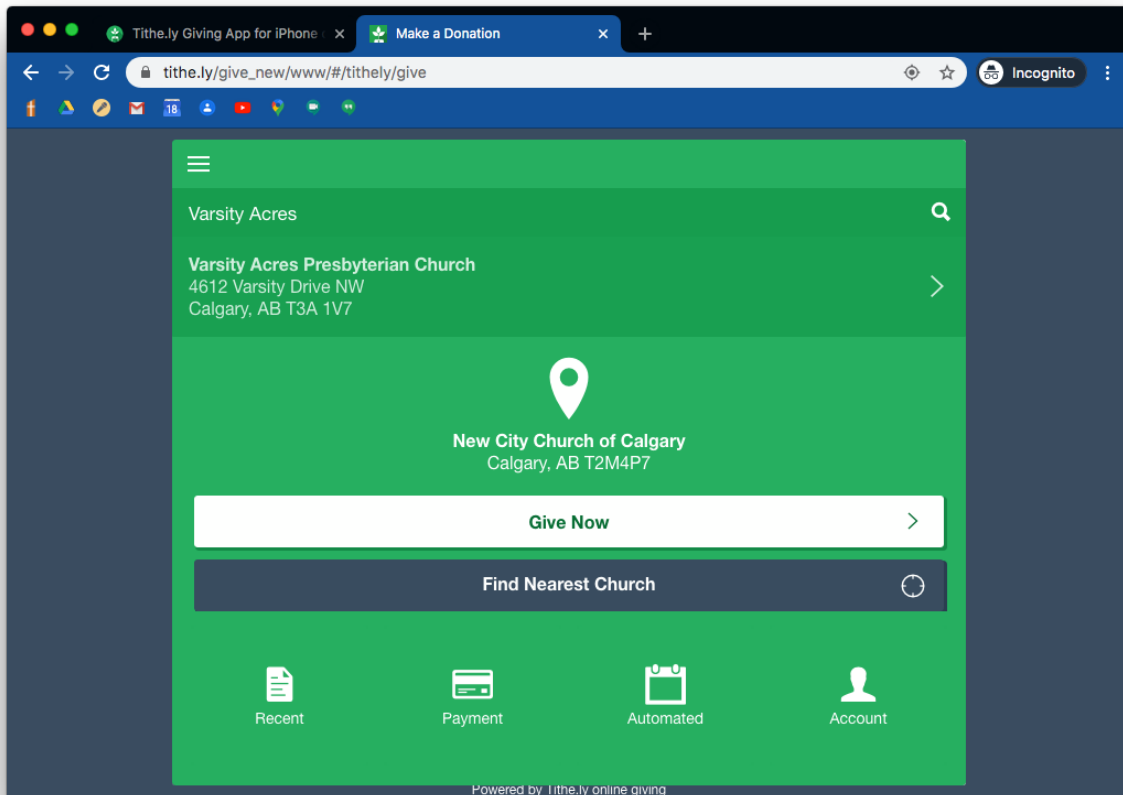 Tithe.ly Giving App for iPhone
Make a Donation
tithe.ly/give_new/www/#/tithely/give
Incognito
18
Varsity Acres
Varsity Acres Presbyterian Church
4612 Varsity Drive NW
Calgary, AB T3A 1V7
New City Church of Calgary
Calgary, AB T2M4P7
Give Now
Find Nearest Church
Recent
Payment
Automated
Account
Powered by Tithe.ly online giving